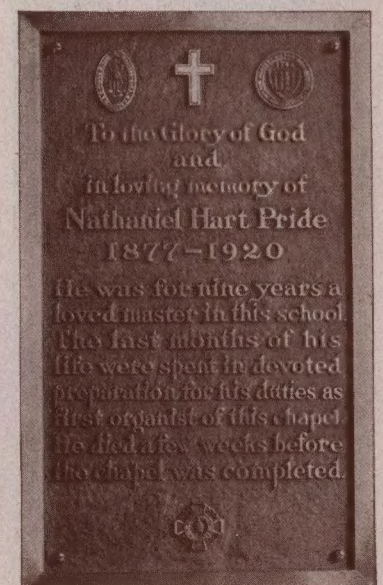 To the Glory of God
and
in loving memory of
Nathaniel Hart Pride
1877-1920
He was for nine years a
loved master in this school.
The last months of his
life were spent in devoted
preparation for his duties as
first organist of this chapel.
He died a few weeks before
the chapel was completed.